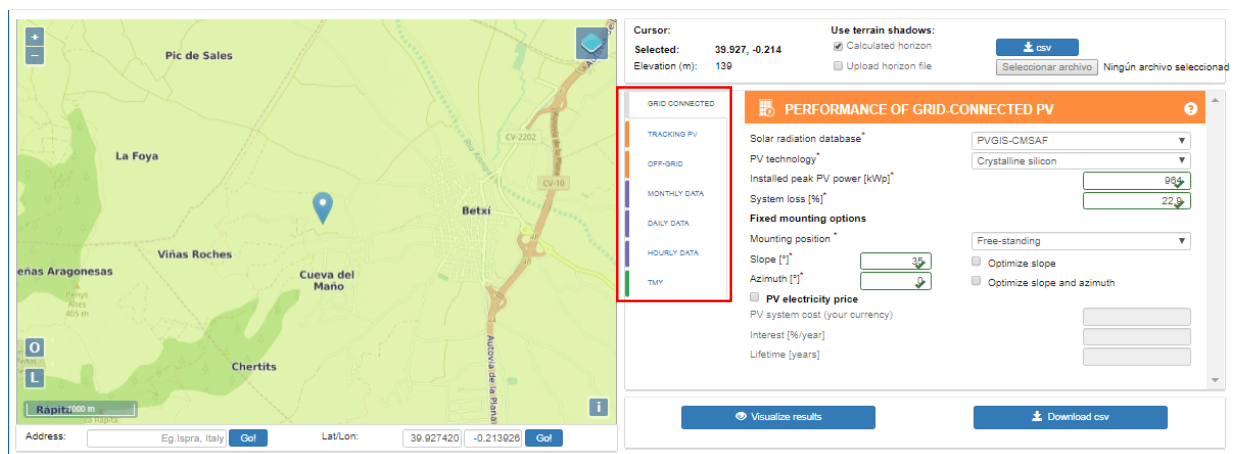 +
−
Pic de Sales
La Foya
CV-2202
CV-10
Betxí
Viñas Roches
eñas Aragonesas
Cueva del
Maño
Penys
Altes
405 m
Chertits
Autovía de la Plana
O
L
Rápita
i
Address:
Eg.Ispra, Italy
Go!
Lat/Lon:
39.927420
-0.213926
Go!
Cursor:
Selected: 39.927, -0.214
Elevation (m): 139
Use terrain shadows:
Calculated horizon
Upload horizon file
csv
Seleccionar archivo Ningún archivo seleccionad
GRID CONNECTED
TRACKING PV
OFF-GRID
MONTHLY DATA
DAILY DATA
HOURLY DATA
TMY
PERFORMANCE OF GRID-CONNECTED PV
?
Solar radiation database* PVGIS-CMSAF
PV technology* Crystalline silicon
Installed peak PV power [kWp]* 964
System loss [%]* 22,9
Fixed mounting options
Mounting position * Free-standing
Slope [°]* 35 Optimize slope
Azimuth [°]* 0 Optimize slope and azimuth
PV electricity price
PV system cost (your currency)
Interest [%/year]
Lifetime [years]
Visualize results
Download csv